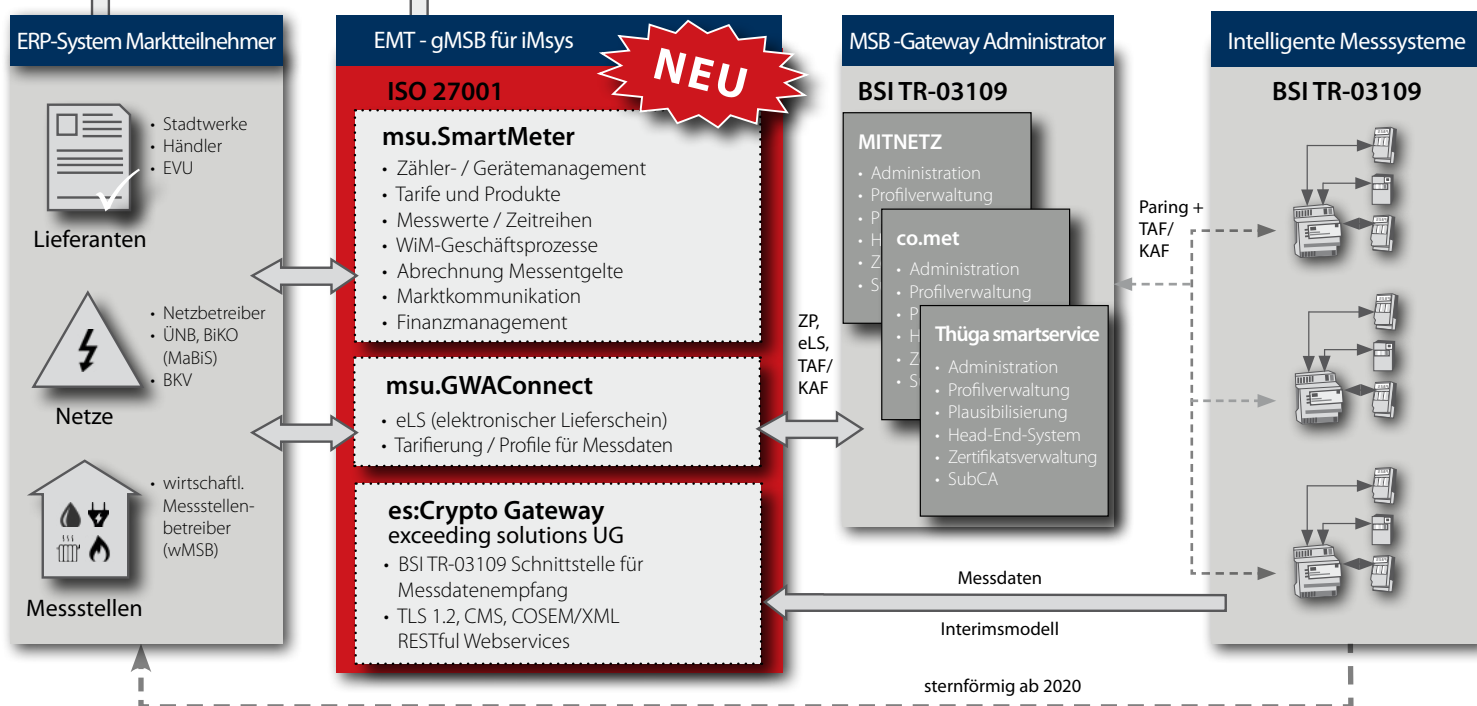 ERP-System Marktteilnehmer
• Stadtwerke
• Händler
• EVU
Lieferanten
• Netzbetreiber
• ÜNB, BiKO
(MaBiS)
• BKV
Netze
• wirtschaftl.
Messstellen-
betreiber
(wMSB)
Messstellen
EMT - gMSB für iMsys
NEU
ISO 27001
msu.SmartMeter
• Zähler- / Gerätemanagement
• Tarife und Produkte
• Messwerte / Zeitreihen
• WiM-Geschäftsprozesse
• Abrechnung Messentgelte
• Marktkommunikation
• Finanzmanagement
msu.GWAConnect
• eLS (elektronischer Lieferschein)
• Tarifierung / Profile für Messdaten
es:Crypto Gateway
exceeding solutions UG
• BSI TR-03109 Schnittstelle für
Messdatenempfang
• TLS 1.2, CMS, COSEM/XML
RESTful Webservices
ZP,
eLS,
TAF/
KAF
MSB -Gateway Administrator
BSI TR-03109
MITNETZ
• Administration
• Profilverwaltung
• P
• H
• Z
• S
co.met
• Administration
• Profilverwaltung
• P
• H
• Z
• S
Thüga smartservice
• Administration
• Profilverwaltung
• Plausibilisierung
• Head-End-System
• Zertifikatsverwaltung
• SubCA
Paring +
TAF/
KAF
Intelligente Messsysteme
BSI TR-03109
Messdaten
Interimsmodell
sternförmig ab 2020